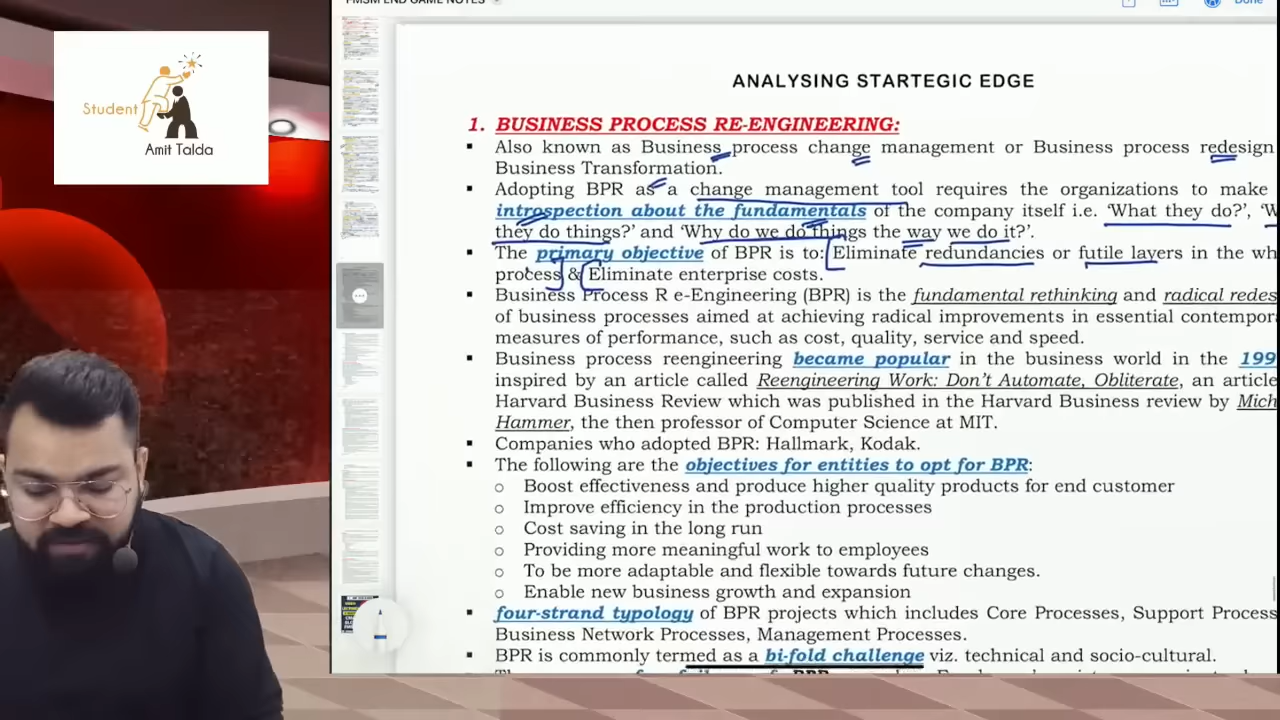 FMSM END GAME NOTES
Done
Student
Amit Talda
ANALYSING STRATEGIC EDGE
1. BUSINESS PROCESS RE-ENGINEERING
Also known as Business process change management or Business process redesign
Business Transformation.
Adopting BPR as a change management tool requires the organizations to make
introspection about the fundamentals of the company itself i.e. 'Why they do?'
they do things' and 'Why do we do things the way we do it?'.
The primary objective of BPR is to: Eliminate redundancies or futile layers in the
process & Eliminate enterprise costs.
Business Process R e-Engineering (BPR) is the fundamental rethinking and radical redes
of business processes aimed at achieving radical improvements in essential contempora
measures of performance, such as cost, quality, service and speed.
Business process became popular in the business world in the 199
inspired by an article called Re-engineering Work: Don't Automate, Obliterate, an article
Harvard Business Review which was published in the Harvard Business Review by Mich
Hammer, then a professor of computer science at MIT.
Companies that adopted BPR: Hallmark, Kodak.
The following are the objectives for entities to opt for BPR:
Boost effectiveness and produce higher quality products for end customer
Improve efficiency in the production processes
Cost saving in the long run
Providing more meaningful work to employees
To be more adaptable and flexible towards future changes.
Enable new business growth and expansion
four-strand typology of BPR projects which include Core Processes, Support Process
Business Network Processes, Management Processes.
BPR is commonly termed as a bi-fold challenge viz. technical and socio-cultural.